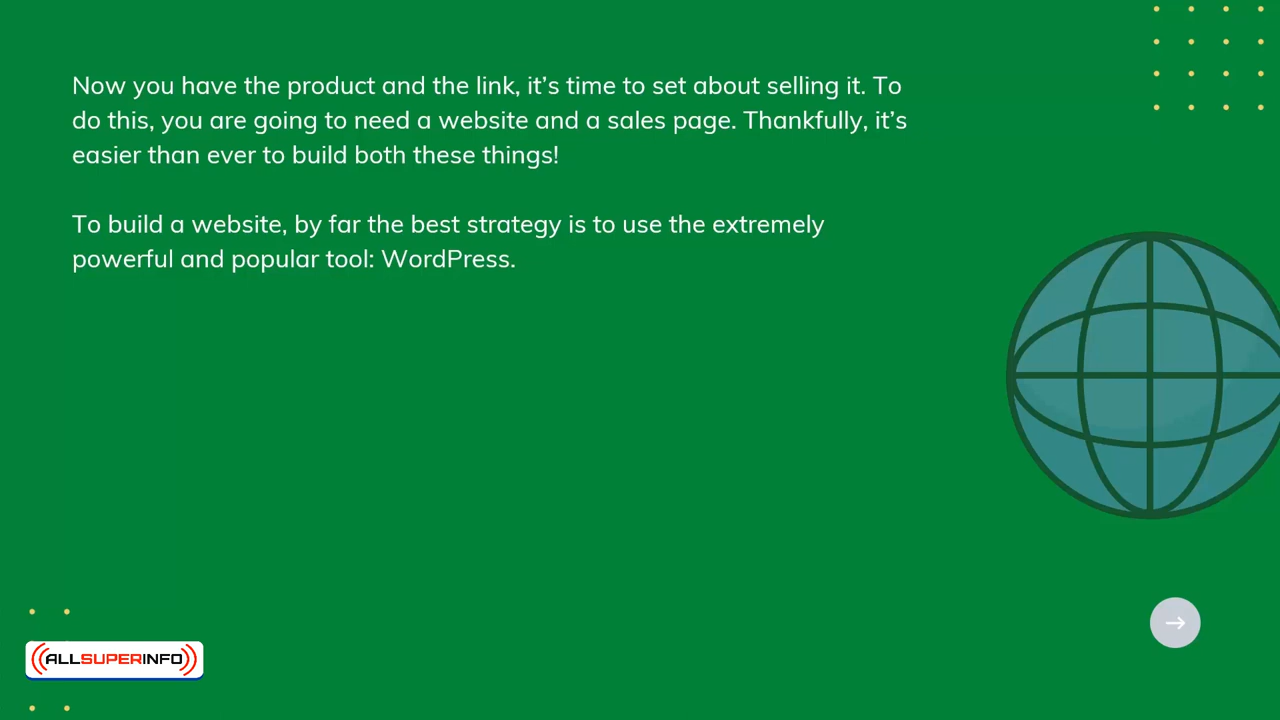 Now you have the product and the link, it’s time to set about selling it. To
do this, you are going to need a website and a sales page. Thankfully, it’s
easier than ever to build both these things!
To build a website, by far the best strategy is to use the extremely
powerful and popular tool: WordPress.
ALLSUPERINFO